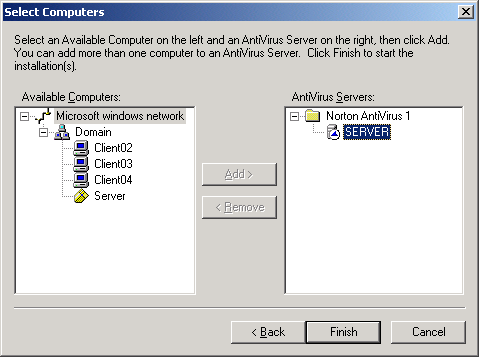 Select Computers
Select an Available Computer on the left and an AntiVirus Server on the right, then click Add.
You can add more than one computer to an AntiVirus Server.  Click Finish to start the
installation(s).
Available Computers:
Microsoft windows network
Domain
Client02
Client03
Client04
Server
Add >
< Remove
AntiVirus Servers:
Norton AntiVirus 1
SERVER
< Back
Finish
Cancel